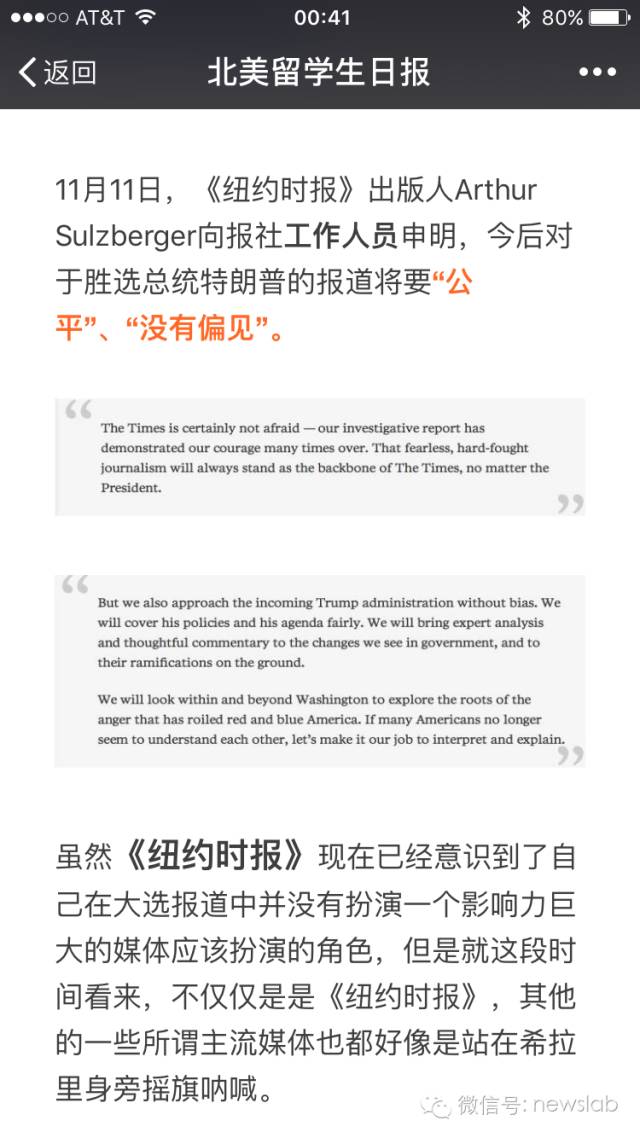 AT&T 00:41 80%
返回 北美留学生日报
11月11日，《纽约时报》出版人Arthur
Sulzberger向报社工作人员申明，今后对
于胜选总统特朗普的报道将要“公
平”、“没有偏见”。
The Times is certainly not afraid — our investigative report has
demonstrated our courage many times over. That fearless, hard-fought
journalism will always stand as the backbone of The Times, no matter the
President.
But we also approach the incoming Trump administration without bias. We
will cover his policies and his agenda fairly. We will bring expert analysis
and thoughtful commentary to the changes we see in government, and to
their ramifications on the ground.
We will look within and beyond Washington to explore the roots of the
anger that has roiled red and blue America. If many Americans no longer
seem to understand each other, let’s make it our job to interpret and explain.
虽然《纽约时报》现在已经意识到了自
己在大选报道中并没有扮演一个影响力巨
大的媒体应该扮演的角色，但是就这段时
间看来，不仅仅是是《纽约时报》，其他
的一些所谓主流媒体也都好像是站在希拉
里身旁摇旗呐喊。
微信号: newslab